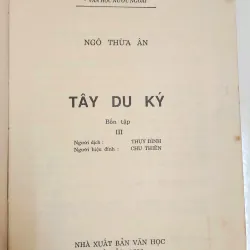 VĂN HỌC NƯỚC NGOÀI
NGÔ THỪA ÂN
TÂY DU KÝ
Bốn tập
III
Người dịch : THỤY ĐÌNH
Người hiệu đính : CHU THIÊN
NHÀ XUẤT BẢN VĂN HỌC